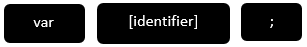 var [identifier] ;